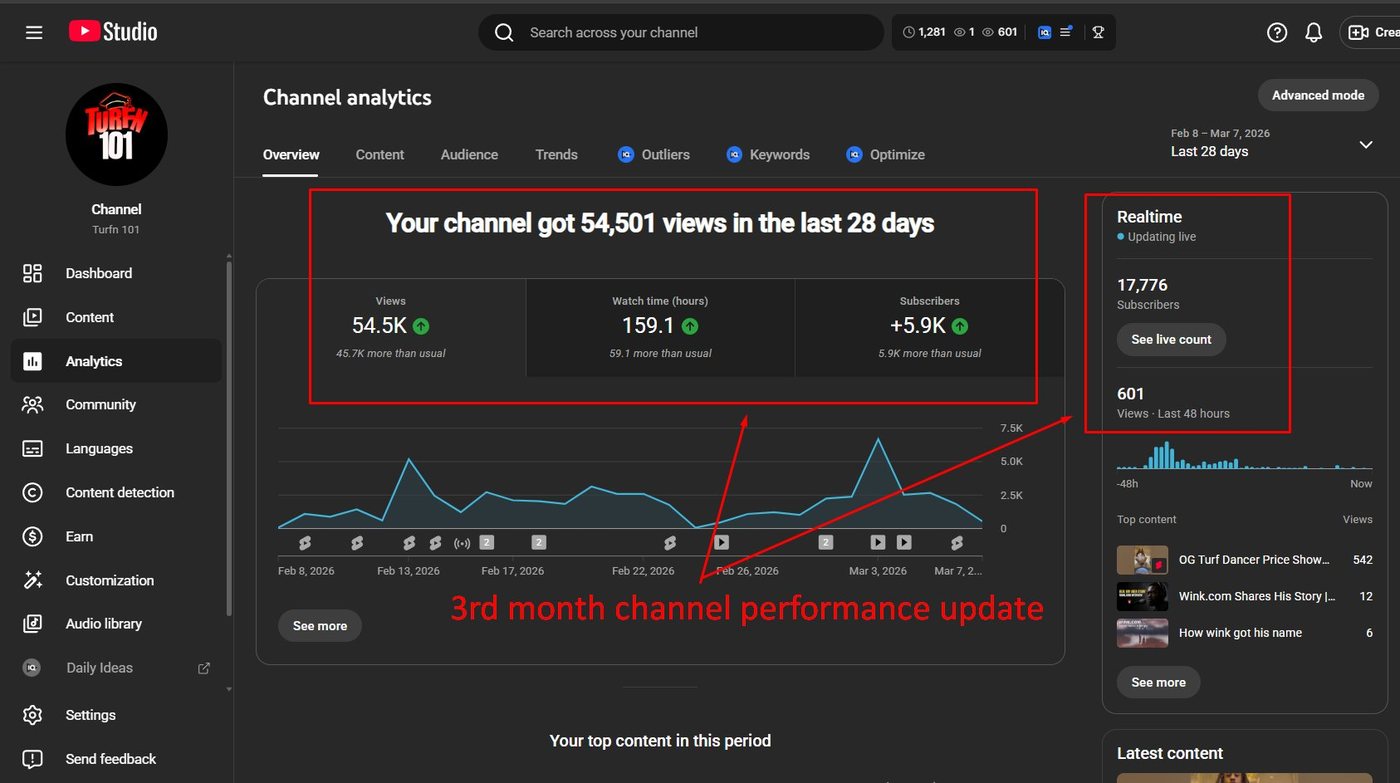 Studio
Search across your channel
1,281 1 601
Crea
TURFN
101
Channel
Turfn 101
Dashboard
Content
Analytics
Community
Languages
Content detection
Earn
Customization
Audio library
Daily Ideas
Settings
Send feedback
Channel analytics
Advanced mode
Overview Content Audience Trends Outliers Keywords Optimize
Feb 8 – Mar 7, 2026
Last 28 days
Your channel got 54,501 views in the last 28 days
Views
54.5K
45.7K more than usual
Watch time (hours)
159.1
59.1 more than usual
Subscribers
+5.9K
5.9K more than usual
7.5K
5.0K
2.5K
0
2 2 2
Feb 8, 2026 Feb 13, 2026 Feb 17, 2026 Feb 22, 2026 Feb 26, 2026 Mar 3, 2026 Mar 7, 2...
3rd month channel performance update
See more
Your top content in this period
Realtime
Updating live
17,776
Subscribers
See live count
601
Views · Last 48 hours
-48h Now
Top content Views
OG Turf Dancer Price Show... 542
Wink.com Shares His Story |... 12
How wink got his name 6
See more
Latest content